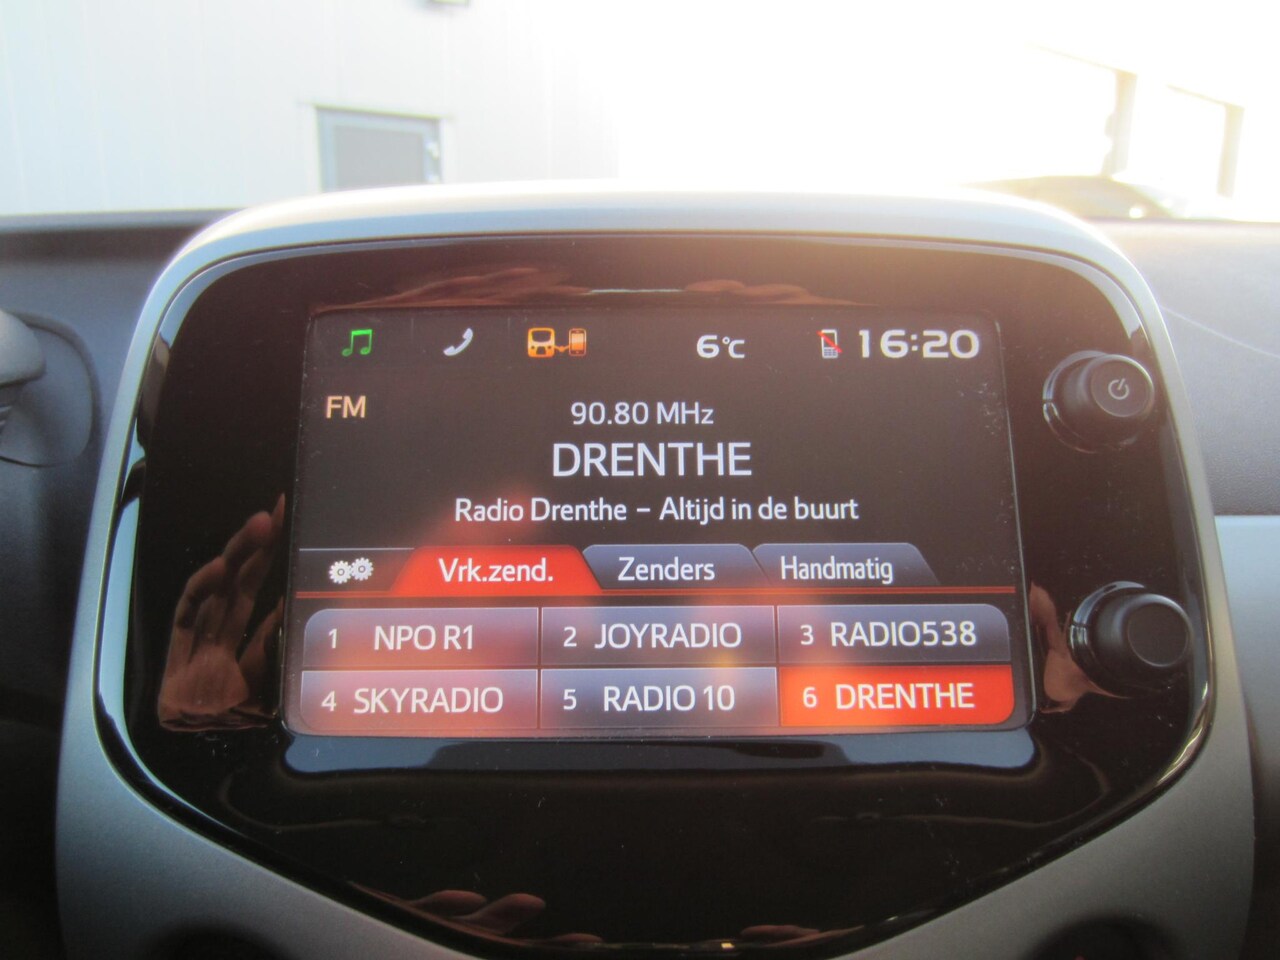 6°C 16:20
FM
90.80 MHz
DRENTHE
Radio Drenthe - Altijd in de buurt
Vrk.zend. Zenders Handmatig
1 NPO R1 2 JOYRADIO 3 RADIO538
4 SKYRADIO 5 RADIO 10 6 DRENTHE